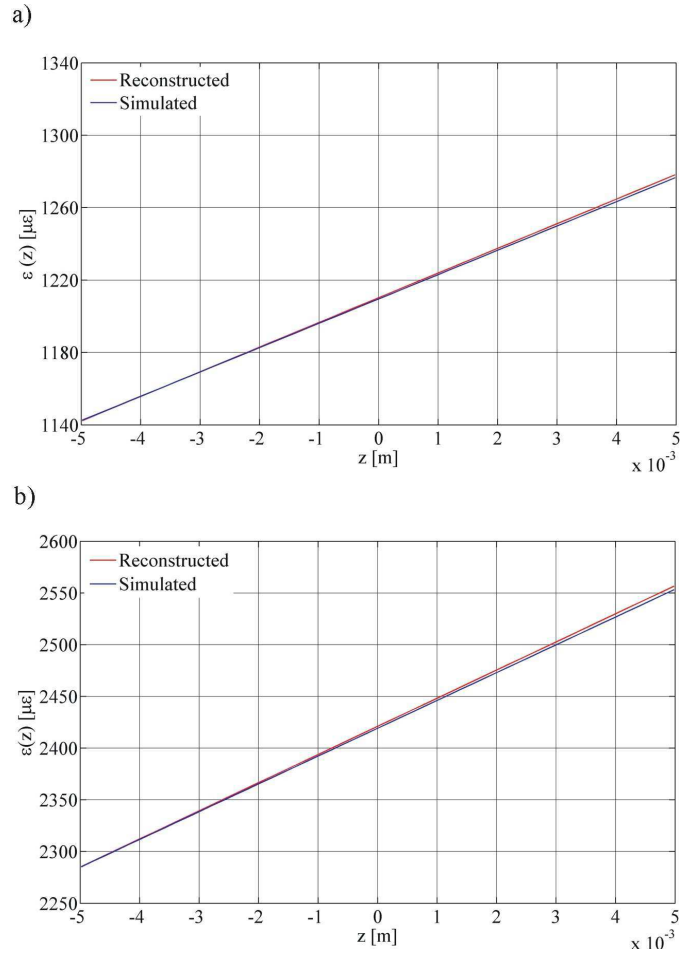 a)
1340
1300
1260
1220
1180
1140
ε (z) [με]
Reconstructed
Simulated
-5 -4 -3 -2 -1 0 1 2 3 4 5
z [m]
x 10⁻³
b)
2600
2550
2500
2450
2400
2350
2300
2250
ε(z) [με]
Reconstructed
Simulated
-5 -4 -3 -2 -1 0 1 2 3 4 5
z [m]
x 10⁻³